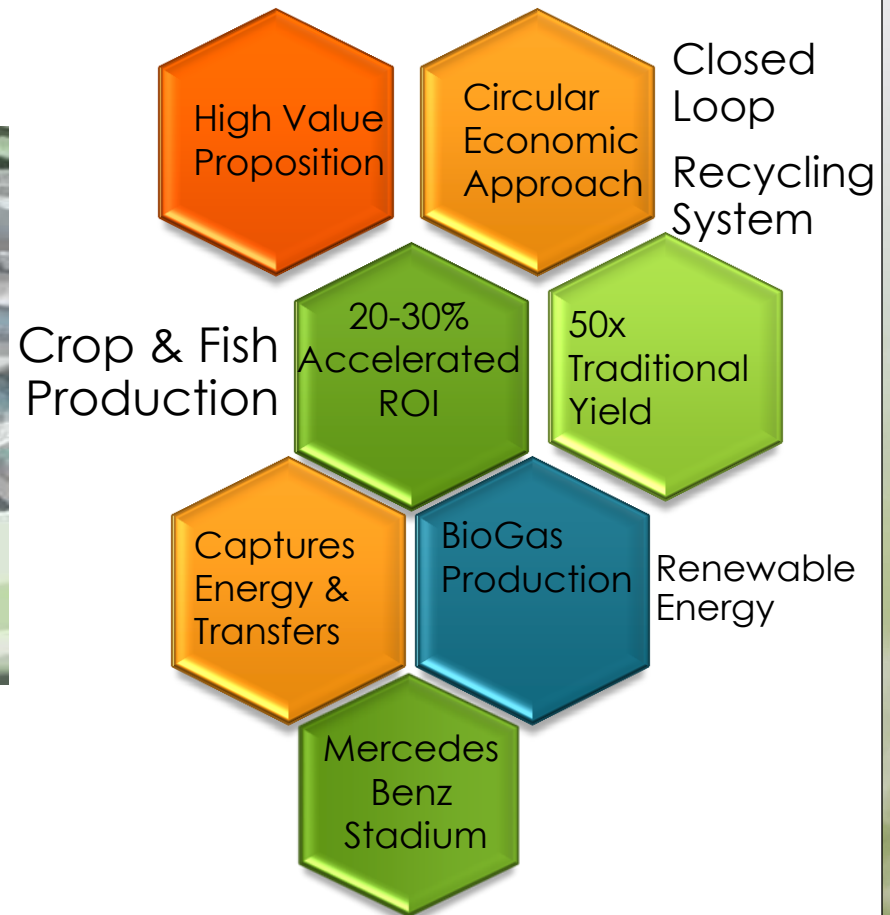 High Value
Proposition
Circular
Economic
Approach
Closed
Loop
Recycling
System
Crop & Fish
Production
20-30%
Accelerated
ROI
50x
Traditional
Yield
Captures
Energy &
Transfers
BioGas
Production
Renewable
Energy
Mercedes
Benz
Stadium